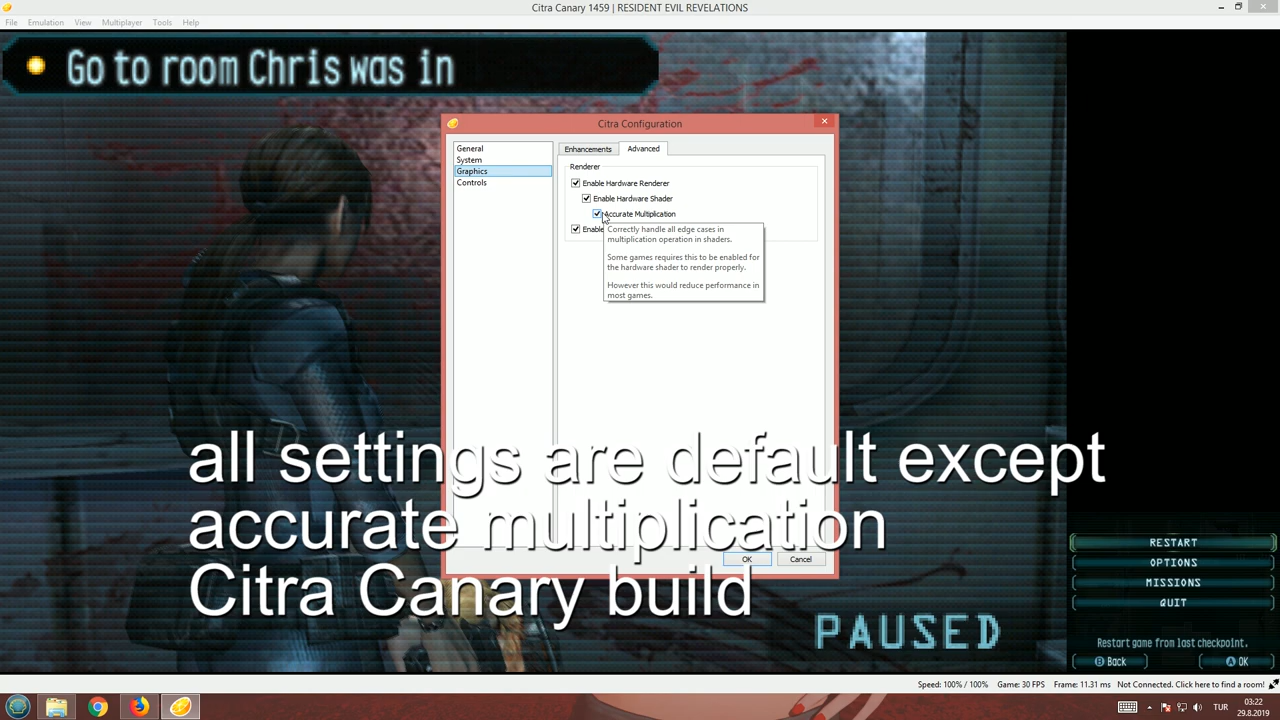 Citra Canary 1459 | RESIDENT EVIL REVELATIONS
File Emulation View Multiplayer Tools Help
Go to room Chris was in
Citra Configuration
General
System
Graphics
Controls
Enhancements Advanced
Renderer
Enable Hardware Renderer
Enable Hardware Shader
Accurate Multiplication
Enable
Correctly handle all edge cases in
multiplication operation in shaders.
Some games requires this to be enabled for
the hardware shader to render properly.
However this would reduce performance in
most games.
all settings are default except
accurate multiplication
Citra Canary build
OK Cancel
PAUSED
RESTART
OPTIONS
MISSIONS
QUIT
Restart game from last checkpoint.
B Back A OK
Speed: 100% / 100% Game: 30 FPS Frame: 11.31 ms Not Connected. Click here to find a room!
TUR
03:22
29.8.2019